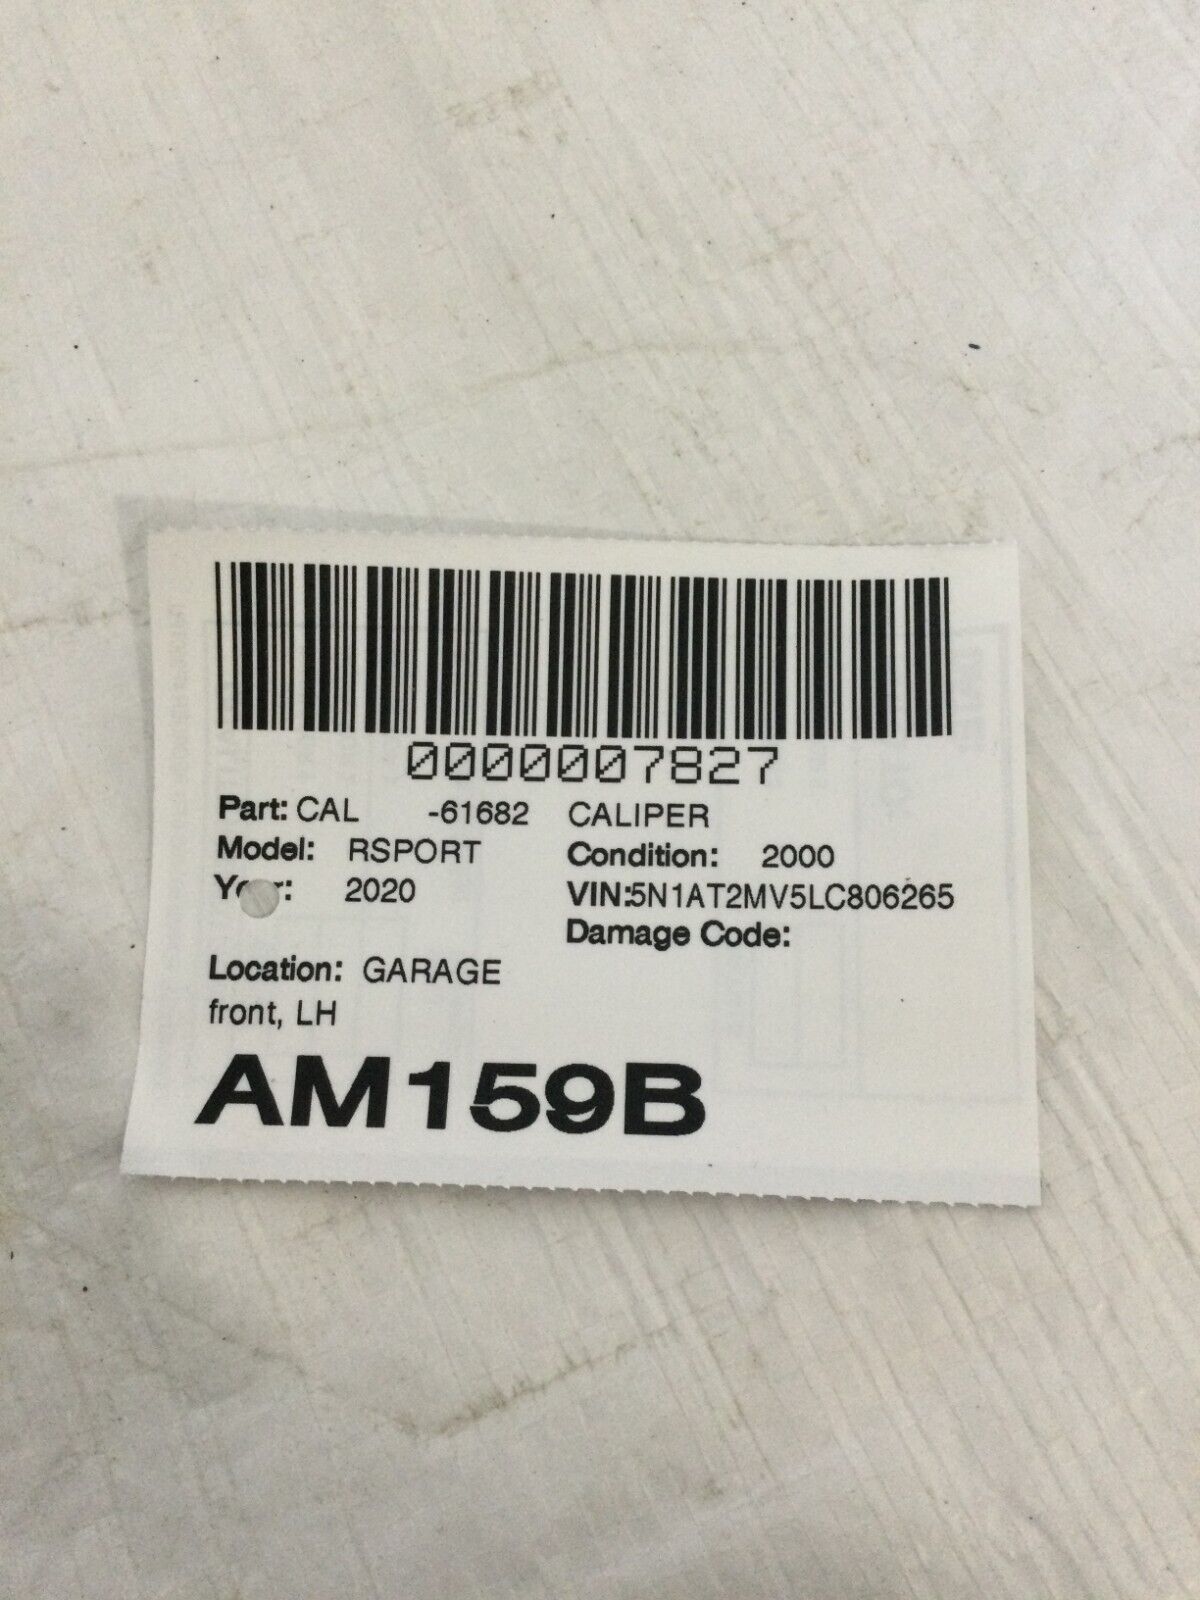 0000007827
Part: CAL -61682 CALIPER
Model: RSPORT Condition: 2000
Year: 2020 VIN:5N1AT2MV5LC806265
Damage Code:
Location: GARAGE
front, LH
AM159B